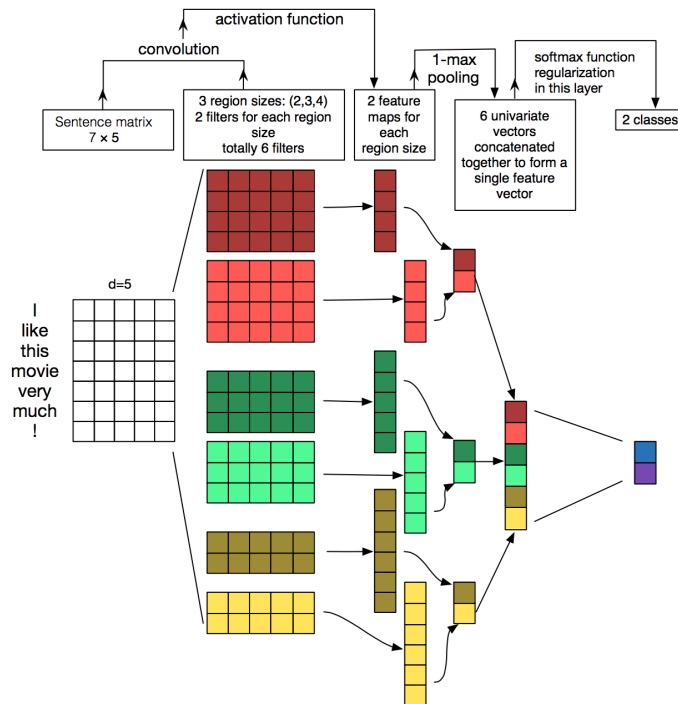 activation function
convolution
1-max
pooling
softmax function
regularization
in this layer
Sentence matrix
7 × 5
3 region sizes: (2,3,4)
2 filters for each region
size
totally 6 filters
2 feature
maps for
each
region size
6 univariate
vectors
concatenated
together to form a
single feature
vector
2 classes
d=5
I
like
this
movie
very
much
!